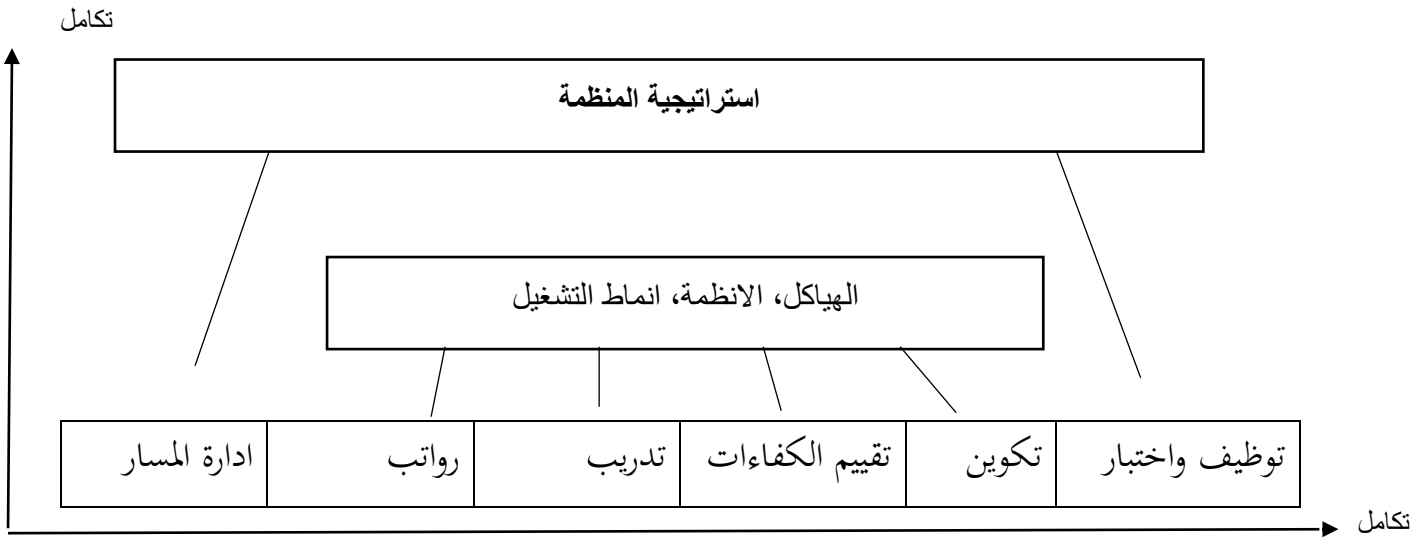 تكامل
استراتيجية المنظمة
الهياكل، الانظمة، انماط التشغيل
توظيف واختبار
تكوين
تقييم الكفاءات
تدريب
رواتب
ادارة المسار
تكامل